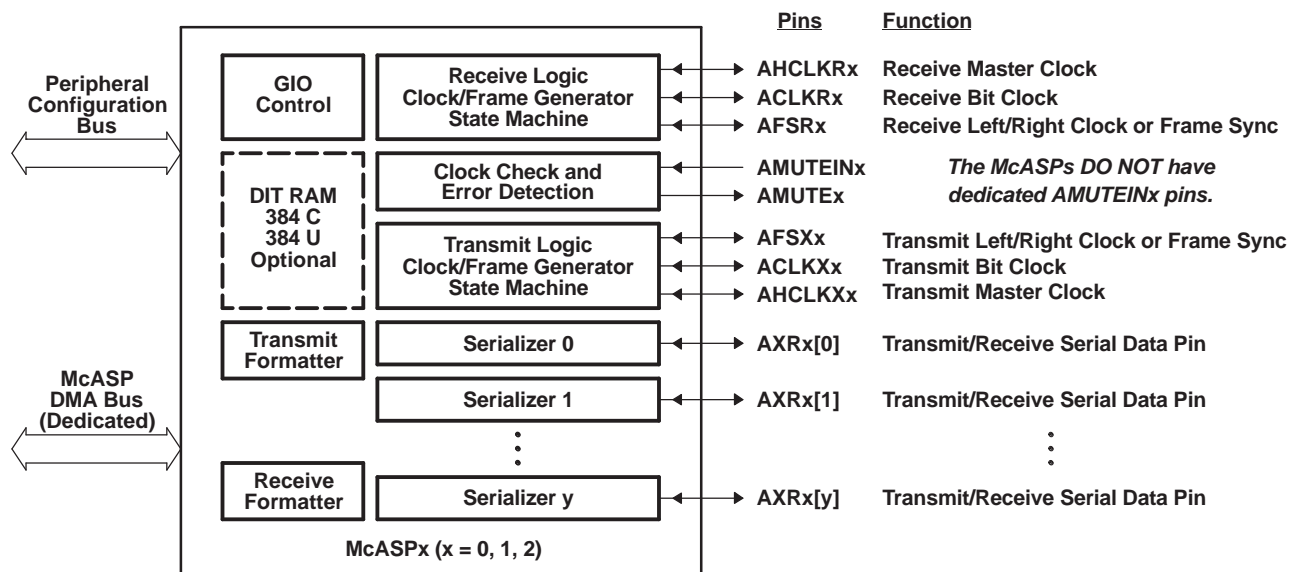 Pins Function
Peripheral
Configuration
Bus
GIO
Control
Receive Logic
Clock/Frame Generator
State Machine
AHCLKRx Receive Master Clock
ACLKRx Receive Bit Clock
AFSRx Receive Left/Right Clock or Frame Sync
DIT RAM
384 C
384 U
Optional
Clock Check and
Error Detection
AMUTEINx
AMUTEx
The McASPs DO NOT have
dedicated AMUTEINx pins.
Transmit Logic
Clock/Frame Generator
State Machine
AFSXx Transmit Left/Right Clock or Frame Sync
ACLKXx Transmit Bit Clock
AHCLKXx Transmit Master Clock
Transmit
Formatter
Serializer 0
AXRx[0] Transmit/Receive Serial Data Pin
McASP
DMA Bus
(Dedicated)
Serializer 1
AXRx[1] Transmit/Receive Serial Data Pin
Receive
Formatter
Serializer y
AXRx[y] Transmit/Receive Serial Data Pin
McASPx (x = 0, 1, 2)